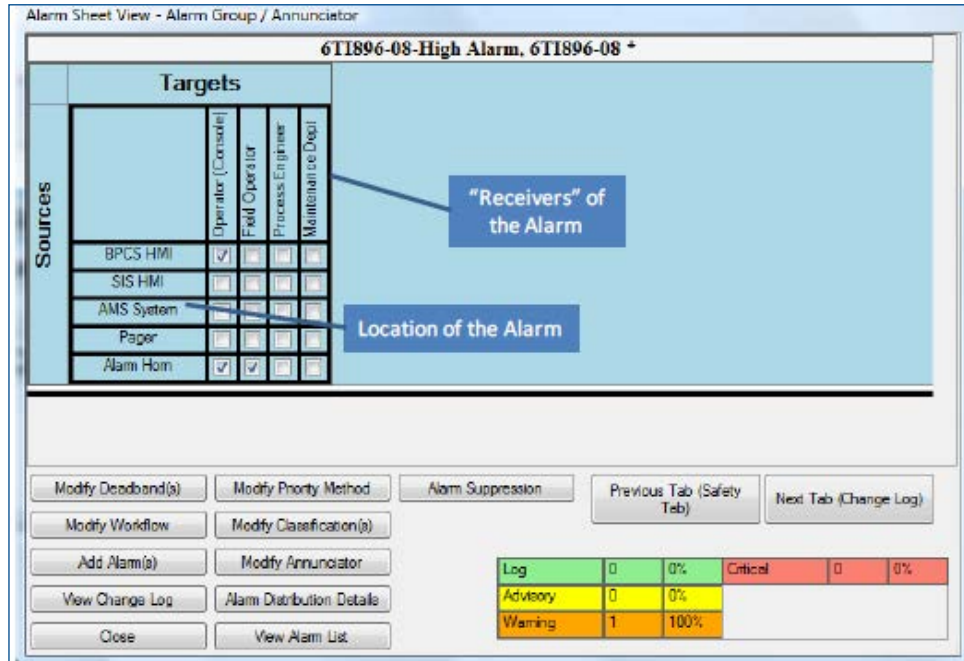 Alarm Sheet View - Alarm Group / Annunciator
6TI896-08-High Alarm, 6TI896-08 *
Targets
Sources
Operator (Console)
Field Operator
Process Engineer
Maintenance Dept
BPCS HMI
SIS HMI
AMS System
Pager
Alarm Horn
"Receivers" of
the Alarm
Location of the Alarm
Modify Deadband(s)
Modify Priority Method
Alarm Suppression
Previous Tab (Safety
Tab)
Next Tab (Change Log)
Modify Workflow
Modify Classification(s)
Add Alarm(s)
Modify Annunciator
View Change Log
Alarm Distribution Details
Close
View Alarm List
Log 0 0% Critical 0 0%
Advisory 0 0%
Warning 1 100%